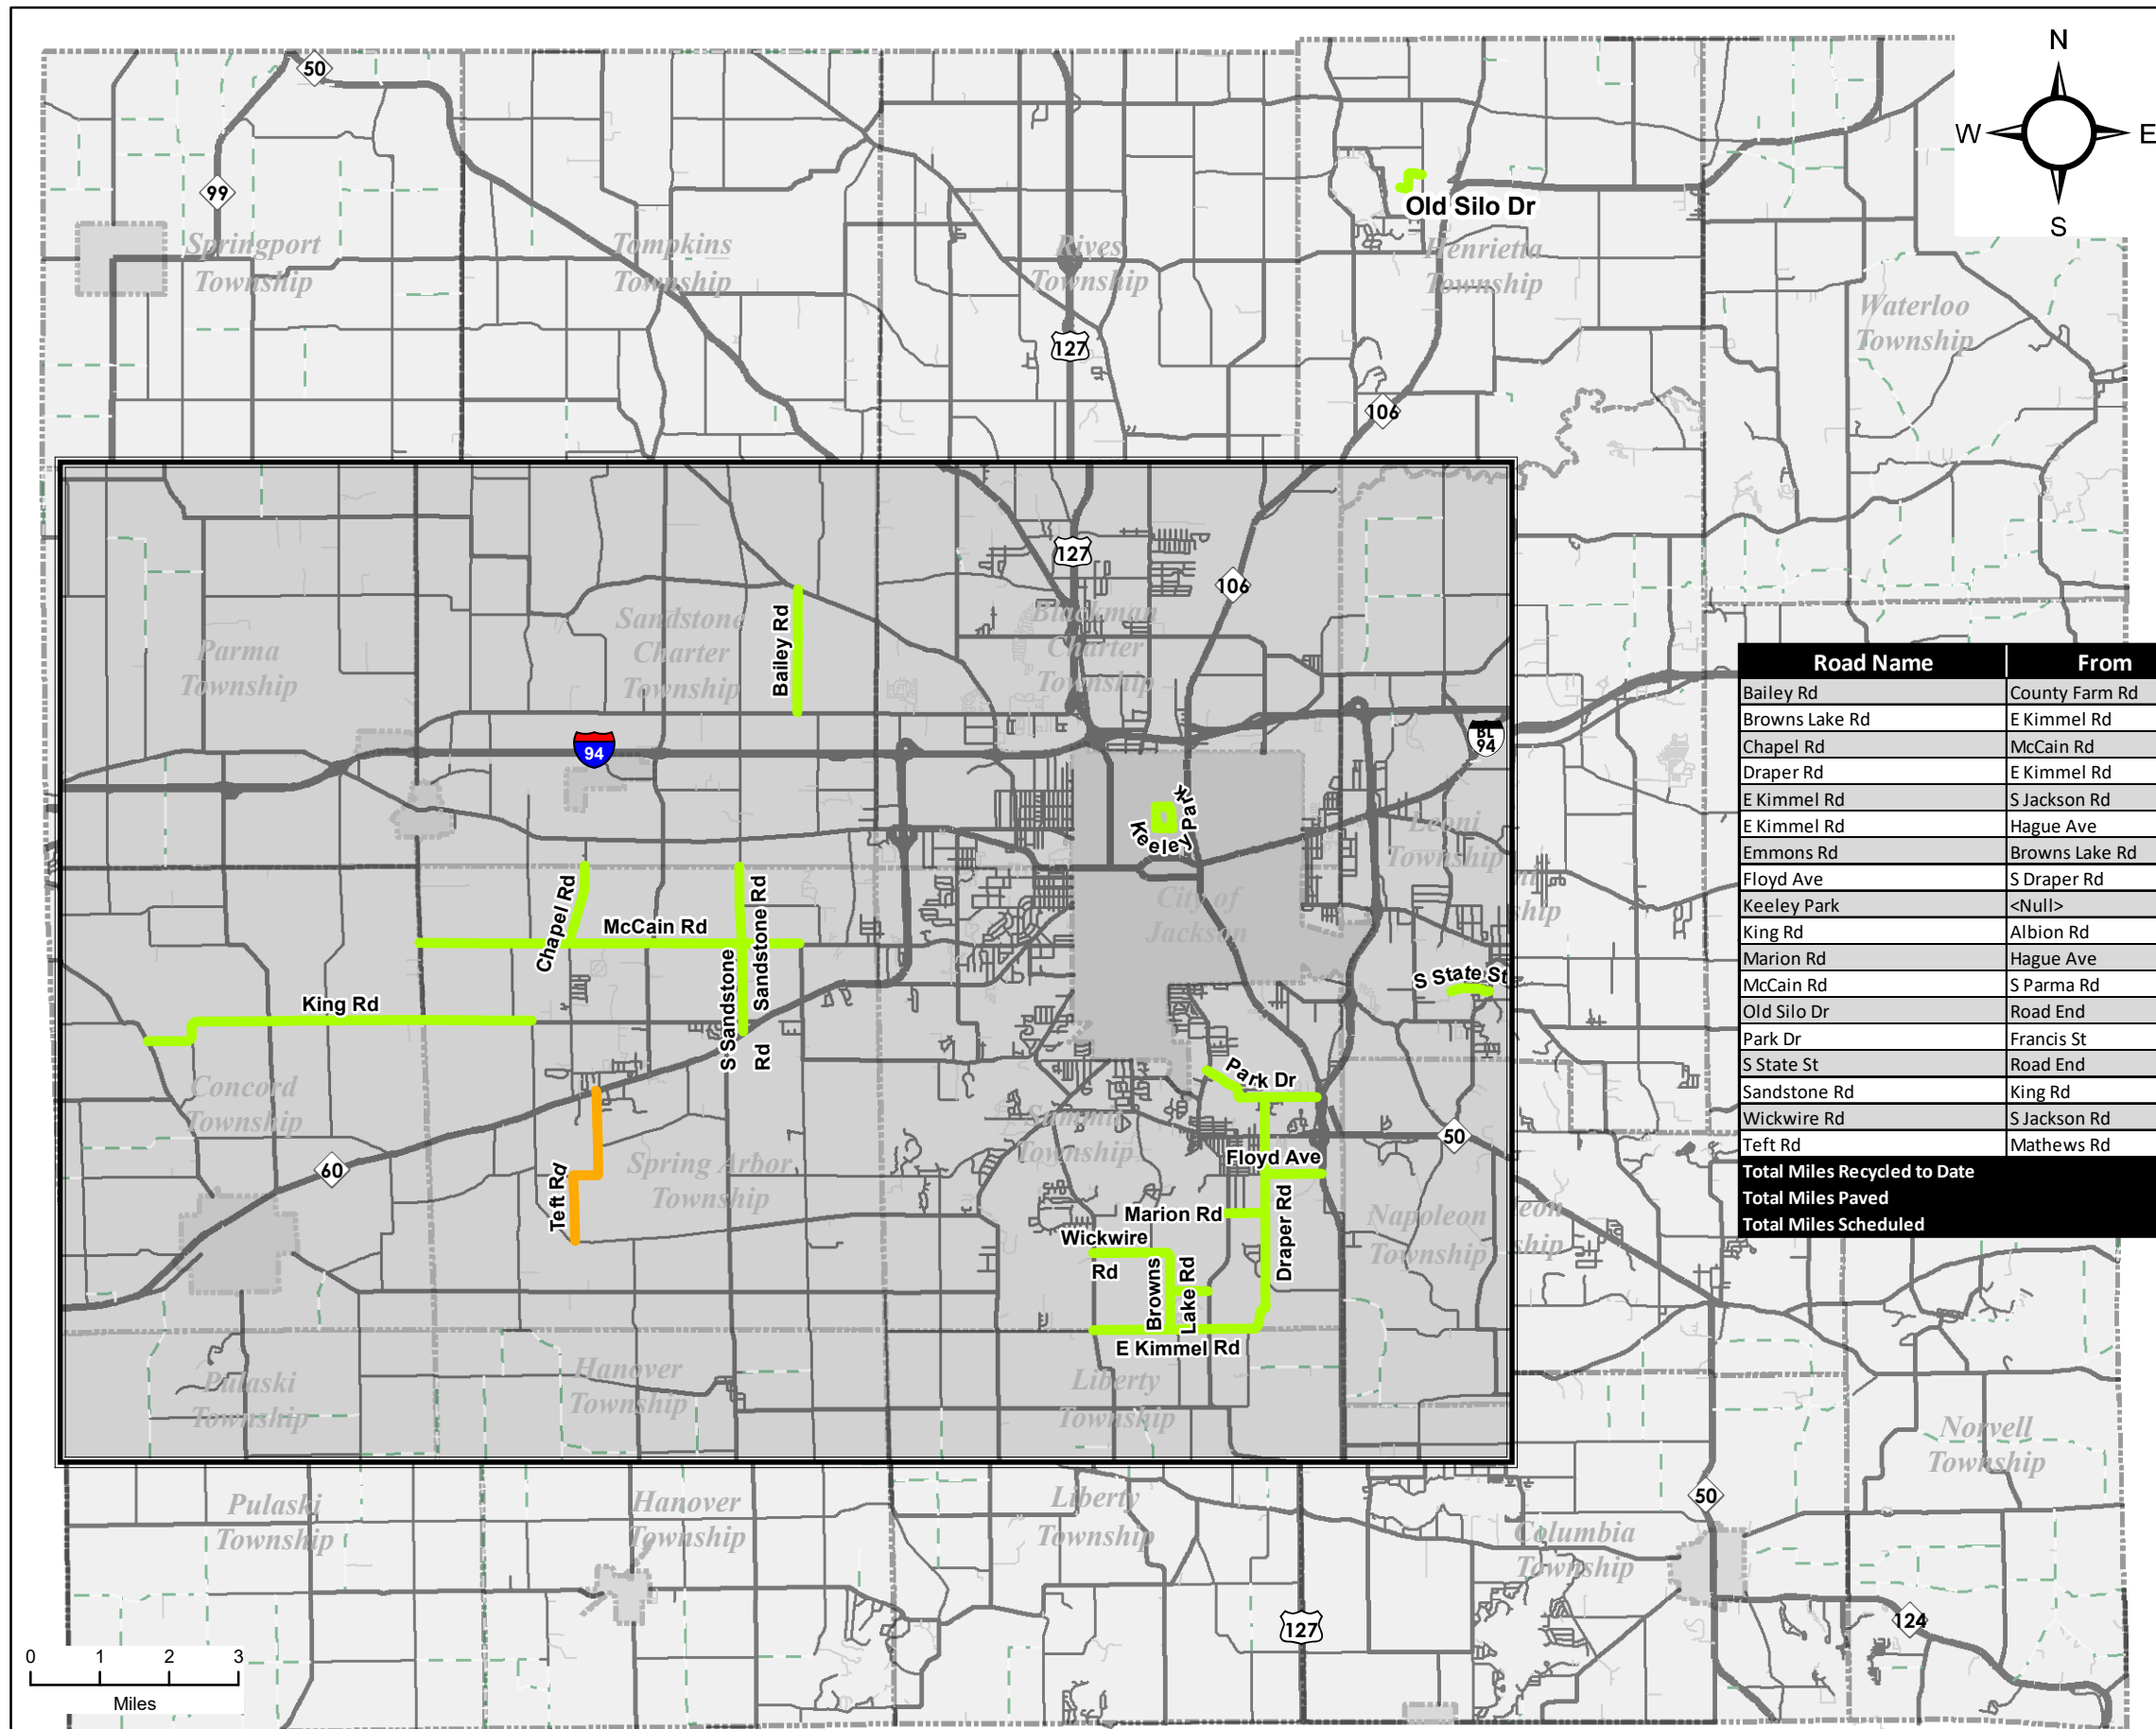 N
W
E
S
50
99
Springport
Township
Tompkins
Township
Rives
Township
Old Silo Dr
Henrietta
Township
Waterloo
Township
127
106
127
106
Parma
Township
Sandstone
Charter
Township
Bailey Rd
Blackman
Charter
Township
94
BL
94
Keeley Park
Leoni
Township
City of
Jackson
Chapel Rd
McCain Rd
Sandstone Rd
S Sandstone
Rd
King Rd
S State St
Concord
Township
60
Teft Rd
Spring Arbor
Township
Summit
Township
Park Dr
50
Floyd Ave
Marion Rd
Draper Rd
Wickwire
Rd
Browns
Lake Rd
E Kimmel Rd
Napoleon
Township
ship
ship
Pulaski
Township
Hanover
Township
Liberty
Township
Pulaski
Township
Hanover
Township
Liberty
Township
Columbia
Township
Norvell
Township
50
127
124
Road Name From
Bailey Rd County Farm Rd
Browns Lake Rd E Kimmel Rd
Chapel Rd McCain Rd
Draper Rd E Kimmel Rd
E Kimmel Rd S Jackson Rd
E Kimmel Rd Hague Ave
Emmons Rd Browns Lake Rd
Floyd Ave S Draper Rd
Keeley Park <Null>
King Rd Albion Rd
Marion Rd Hague Ave
McCain Rd S Parma Rd
Old Silo Dr Road End
Park Dr Francis St
S State St Road End
Sandstone Rd King Rd
Wickwire Rd S Jackson Rd
Teft Rd Mathews Rd
Total Miles Recycled to Date
Total Miles Paved
Total Miles Scheduled
0 1 2 3
Miles